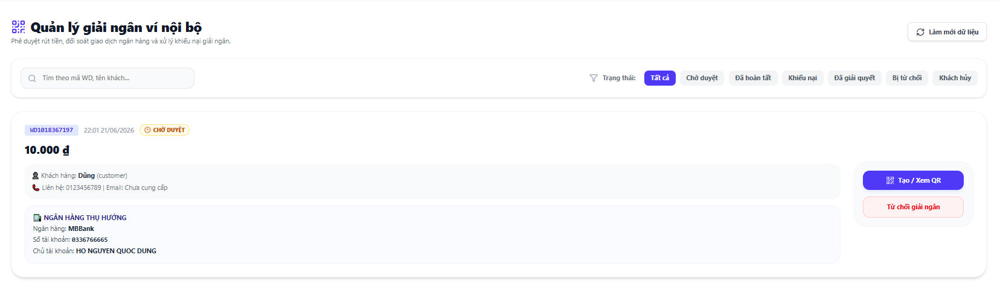 Quản lý giải ngân ví nội bộ
Phê duyệt rút tiền, đối soát giao dịch ngân hàng và xử lý khiếu nại giải ngân.
Làm mới dữ liệu
Tìm theo mã WD, tên khách...
Trạng thái:
Tất cả
Chờ duyệt
Đã hoàn tất
Khiếu nại
Đã giải quyết
Bị từ chối
Khách hủy
WD1018367197
22:01 21/06/2026
CHỜ DUYỆT
10.000 ₫
Khách hàng: Dũng (customer)
Liên hệ: 0123456789 | Email: Chưa cung cấp
NGÂN HÀNG THỤ HƯỞNG
Ngân hàng: MBBank
Số tài khoản: 0336766665
Chủ tài khoản: HO NGUYEN QUOC DUNG
Tạo / Xem QR
Từ chối giải ngân